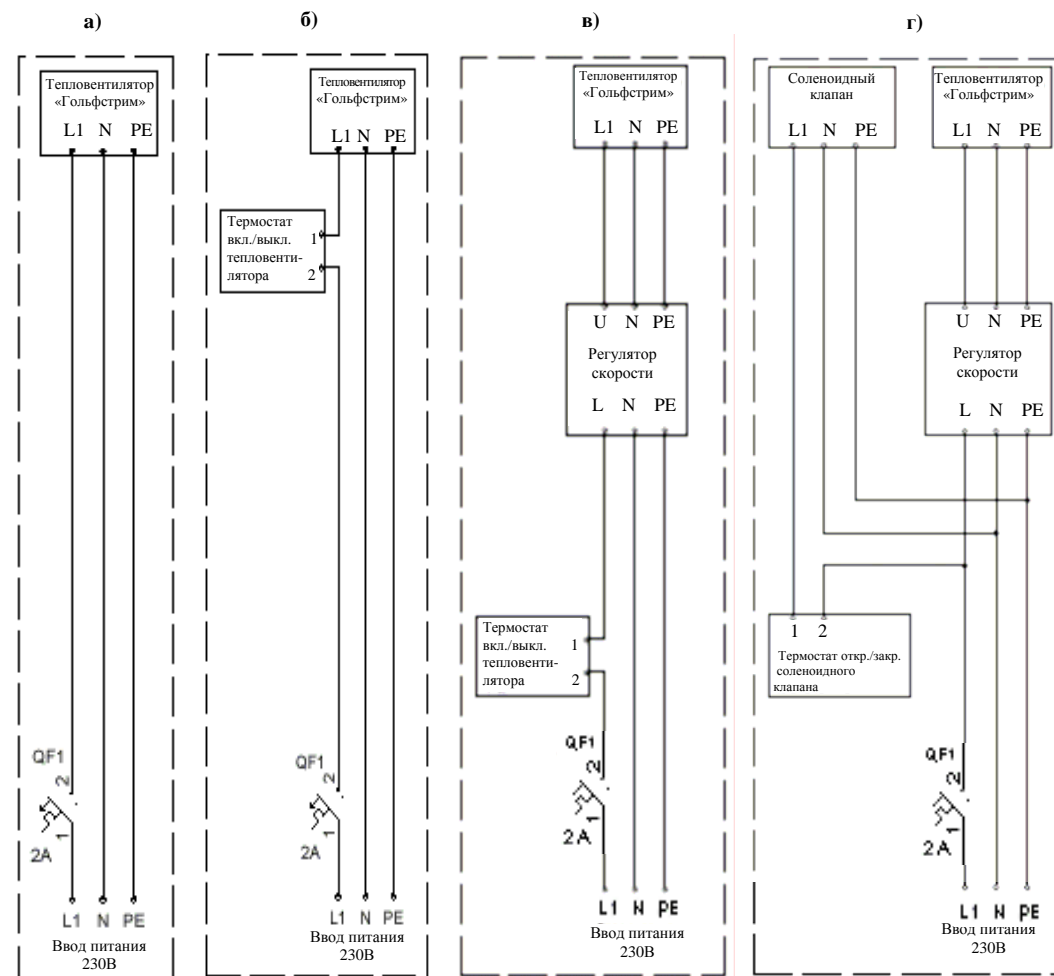 а)
Тепловентилятор
«Гольфстрим»
L1 N PE
QF1
2
1
2A
L1 N PE
Ввод питания
230В
б)
Тепловентилятор
«Гольфстрим»
L1 N PE
Термостат
вкл./выкл. 1
тепловенти-
лятора 2
QF1
2
1
2A
L1 N PE
Ввод питания
230В
в)
Тепловентилятор
«Гольфстрим»
L1 N PE
U N PE
Регулятор
скорости
L N PE
Термостат
вкл./выкл. 1
тепловенти-
лятора 2
QF1
2
1
2A
L1 N PE
Ввод питания
230В
г)
Соленоидный
клапан
L1 N PE
Тепловентилятор
«Гольфстрим»
L1 N PE
U N PE
Регулятор
скорости
L N PE
1 2
Термостат откр./закр.
соленоидного
клапана
QF1
2
1
2A
L1 N PE
Ввод питания
230В